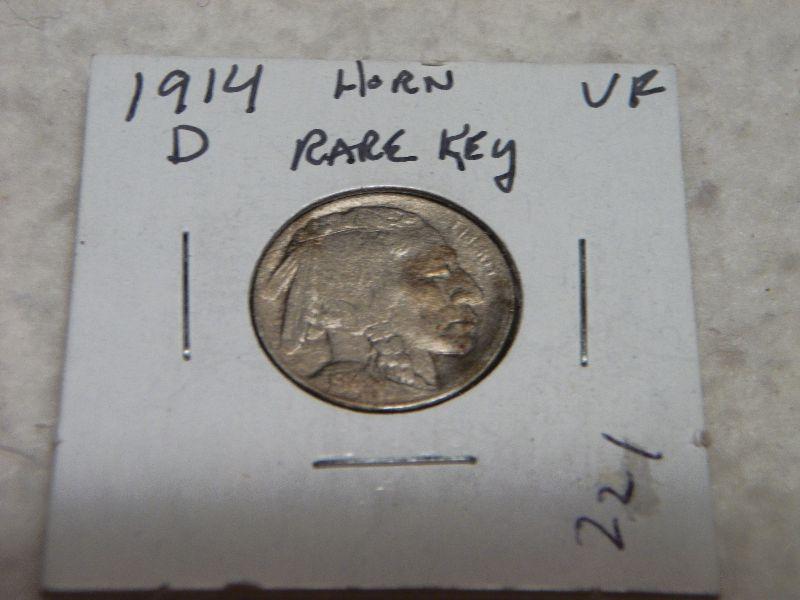 1914 HORN VF
D RARE KEY
LIBERTY
221